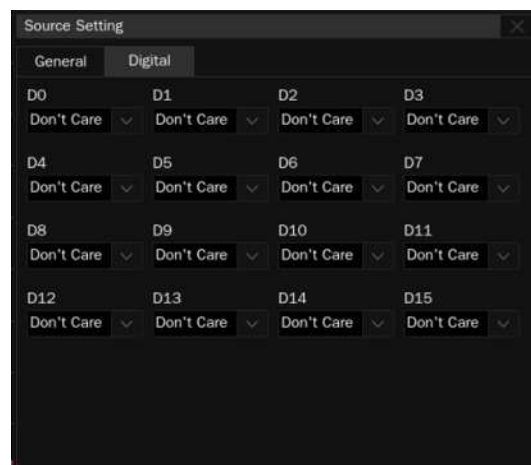 Source Setting
General Digital
D0 D1 D2 D3
Don't Care Don't Care Don't Care Don't Care
D4 D5 D6 D7
Don't Care Don't Care Don't Care Don't Care
D8 D9 D10 D11
Don't Care Don't Care Don't Care Don't Care
D12 D13 D14 D15
Don't Care Don't Care Don't Care Don't Care